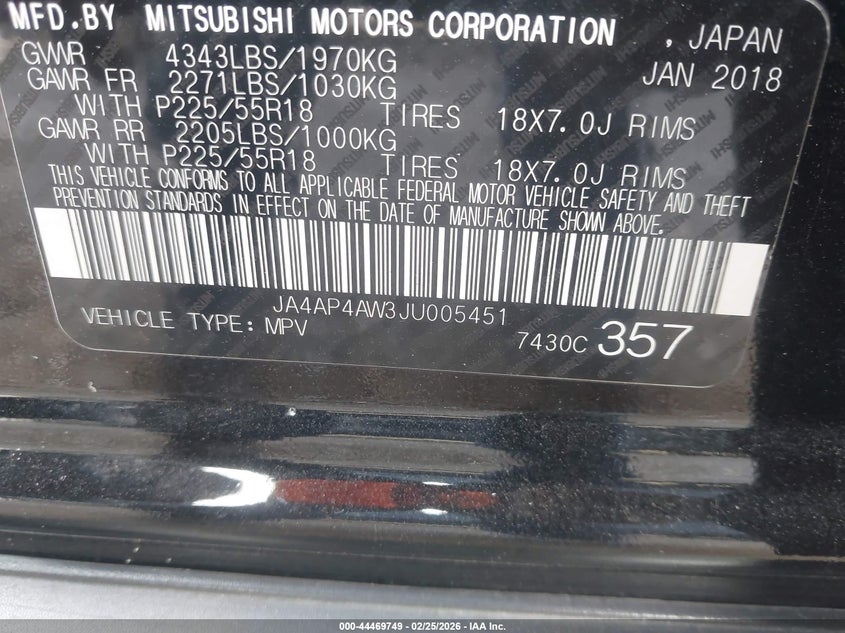 MFD.BY MITSUBISHI MOTORS CORPORATION , JAPAN
GVWR 4343LBS/1970KG JAN 2018
GAWR FR 2271LBS/1030KG
WITH P225/55R18 TIRES 18X7.0J RIMS
GAWR RR 2205LBS/1000KG
WITH P225/55R18 TIRES 18X7.0J RIMS
THIS VEHICLE CONFORMS TO ALL APPLICABLE FEDERAL MOTOR VEHICLE SAFETY AND THEFT
PREVENTION STANDARDS IN EFFECT ON THE DATE OF MANUFACTURE SHOWN ABOVE.
JA4AP4AW3JU005451
VEHICLE TYPE: MPV 7430C 357
000-44469749 - 02/25/2026 - IAA Inc.